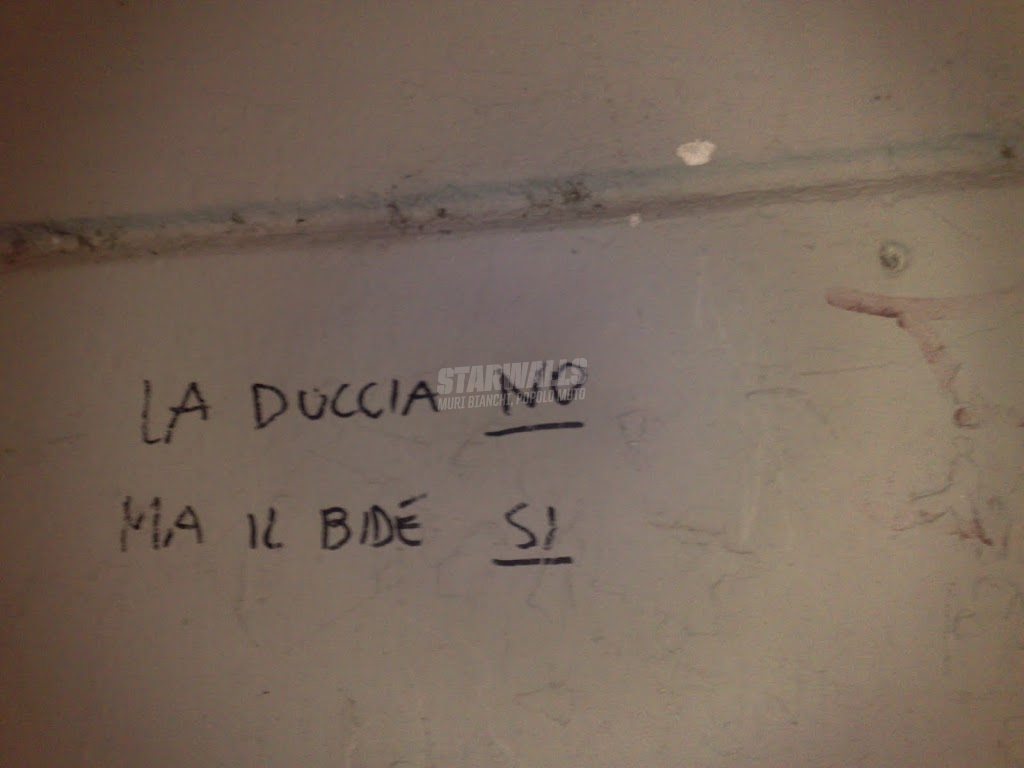 LA DUCCIA NO
MA IL BIDÉ SI
STARWALLS
MURI BIANCHI, POPOLO MUTO